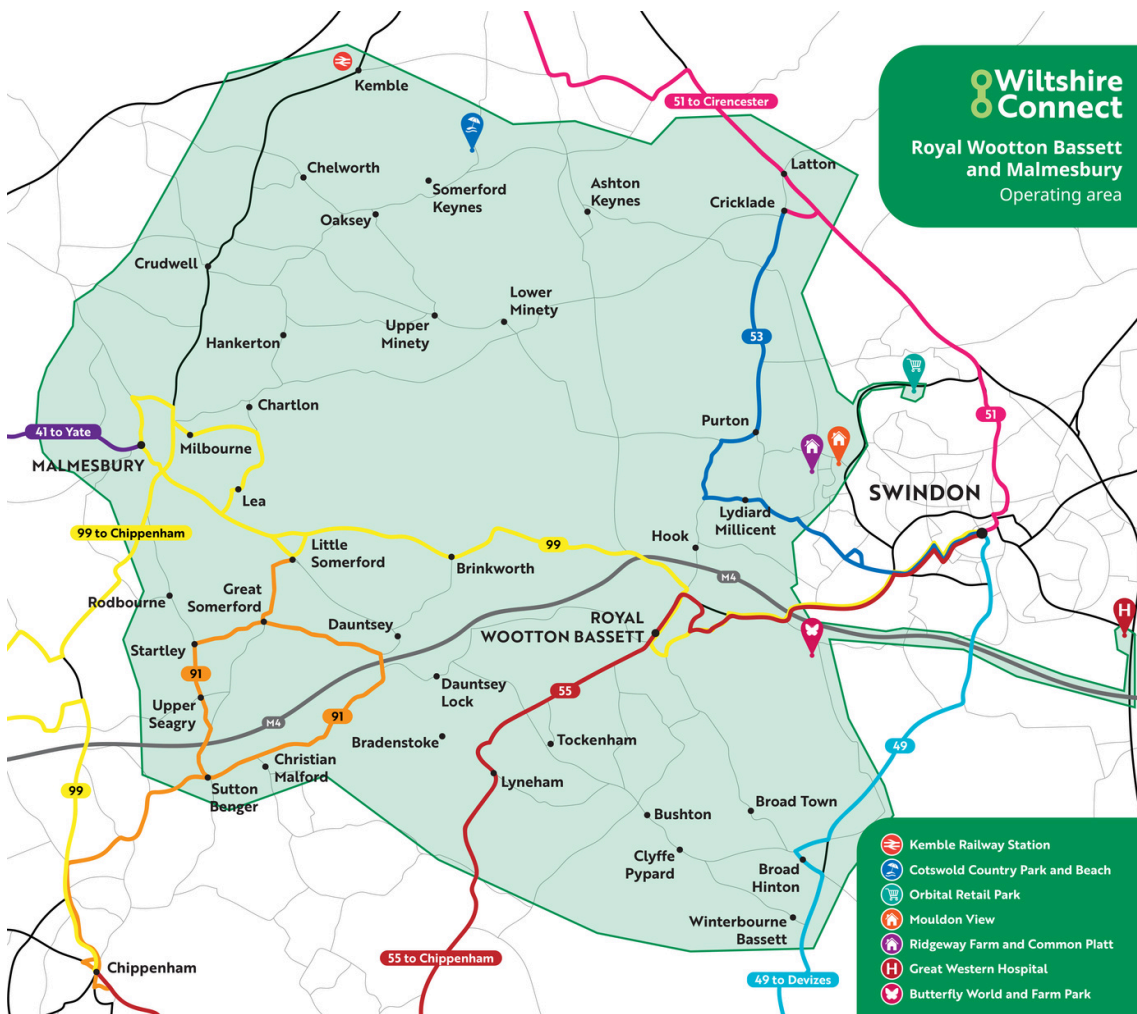 Wiltshire
Connect
Royal Wootton Bassett
and Malmesbury
Operating area
Kemble
51 to Cirencester
Chelworth
Somerford
Keynes
Ashton
Keynes
Latton
Oaksey
Cricklade
Crudwell
Lower
Minety
Upper
Minety
Hankerton
53
Chartlon
51
41 to Yate
Purton
MALMESBURY
Milbourne
Lea
SWINDON
Lydiard
Millicent
99 to Chippenham
Hook
Little
Somerford
99
Brinkworth
M4
Rodbourne
Great
Somerford
H
Dauntsey
ROYAL
WOOTTON BASSETT
Startley
91
Dauntsey
Lock
55
Upper
Seagry
M4
91
Bradenstoke
Tockenham
49
Christian
Malford
Lyneham
Sutton
Benger
99
Broad Town
Bushton
Clyffe
Pypard
Broad
Hinton
Winterbourne
Bassett
Chippenham
55 to Chippenham
49 to Devizes
Kemble Railway Station
Cotswold Country Park and Beach
Orbital Retail Park
Mouldon View
Ridgeway Farm and Common Platt
H Great Western Hospital
Butterfly World and Farm Park